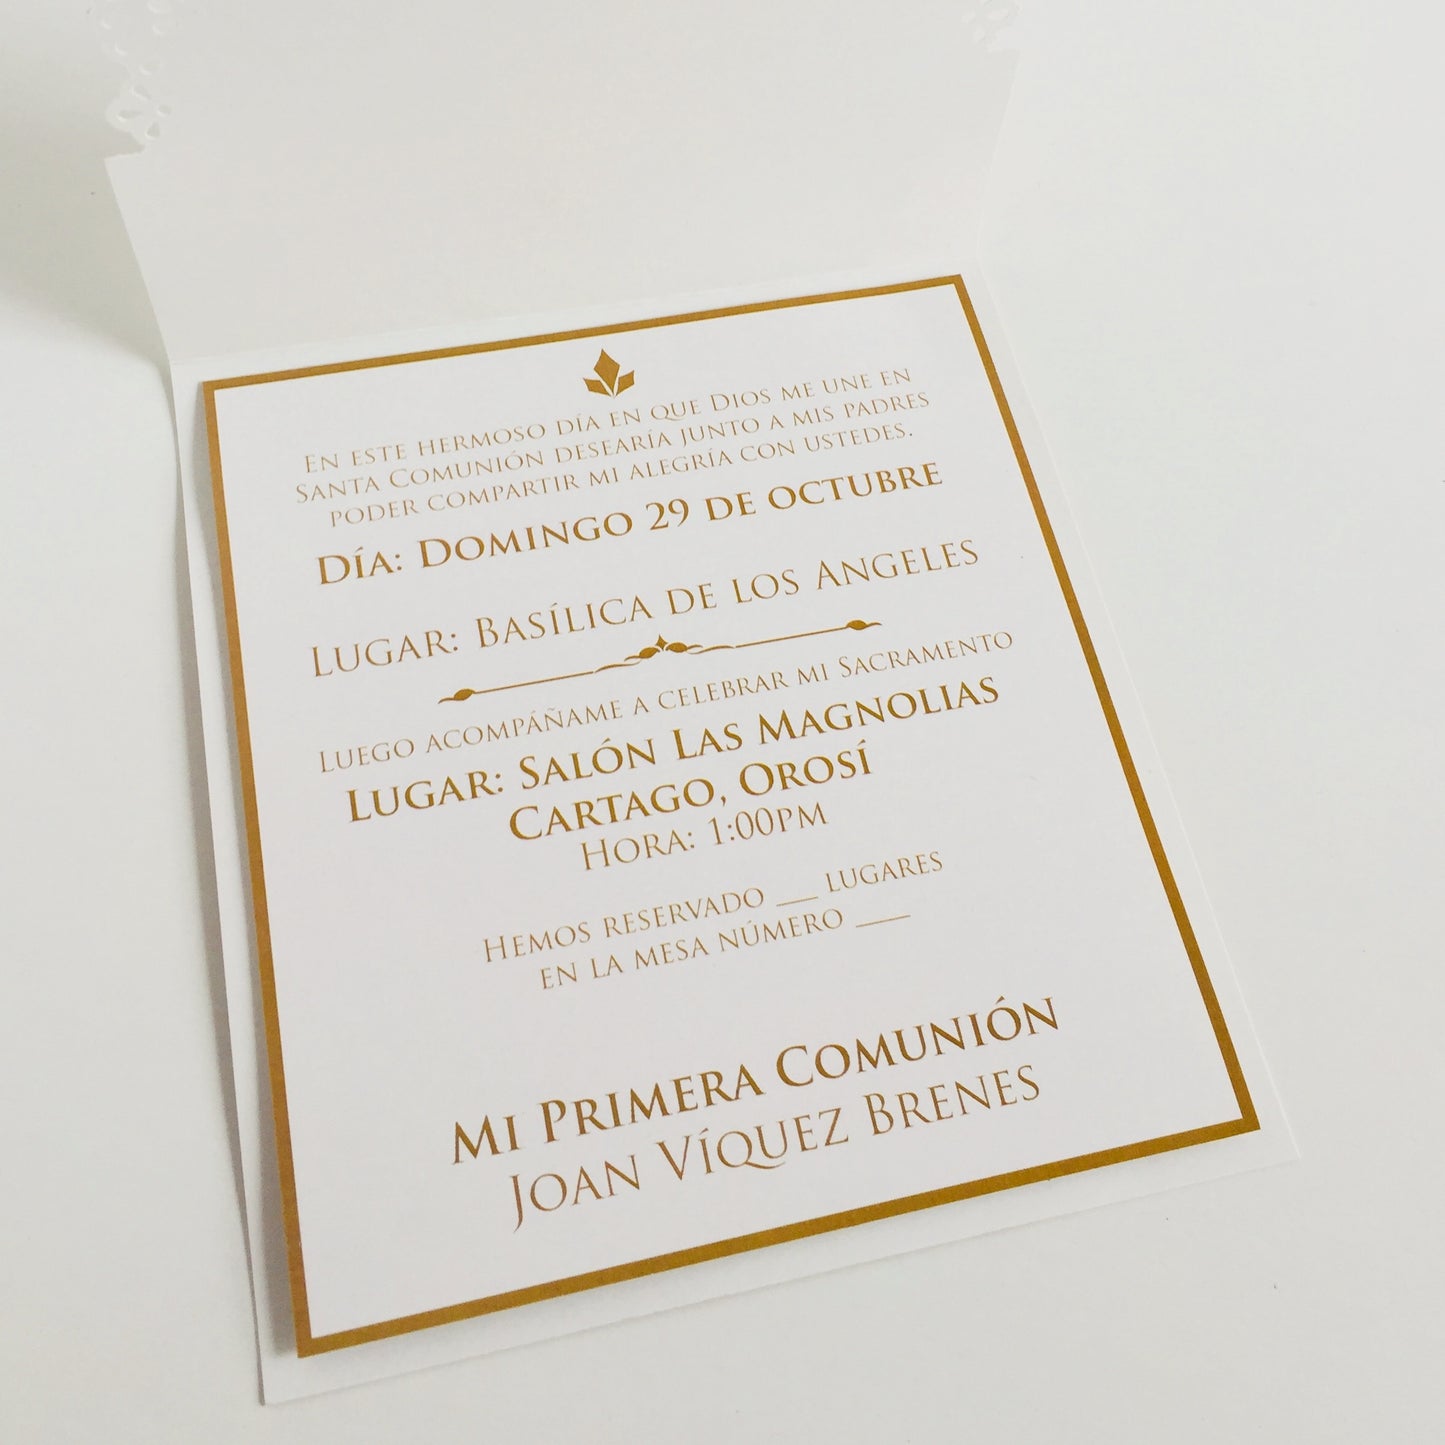 En este hermoso día en que Dios me une en
Santa Comunión desearía junto a mis padres
poder compartir mi alegría con ustedes.
Día: Domingo 29 de octubre
Lugar: Basílica de los Angeles
Luego acompáñame a celebrar mi Sacramento
Lugar: Salón Las Magnolias
Cartago, Orosí
Hora: 1:00pm
Hemos reservado __ lugares
en la mesa número __
Mi Primera Comunión
Joan Víquez Brenes